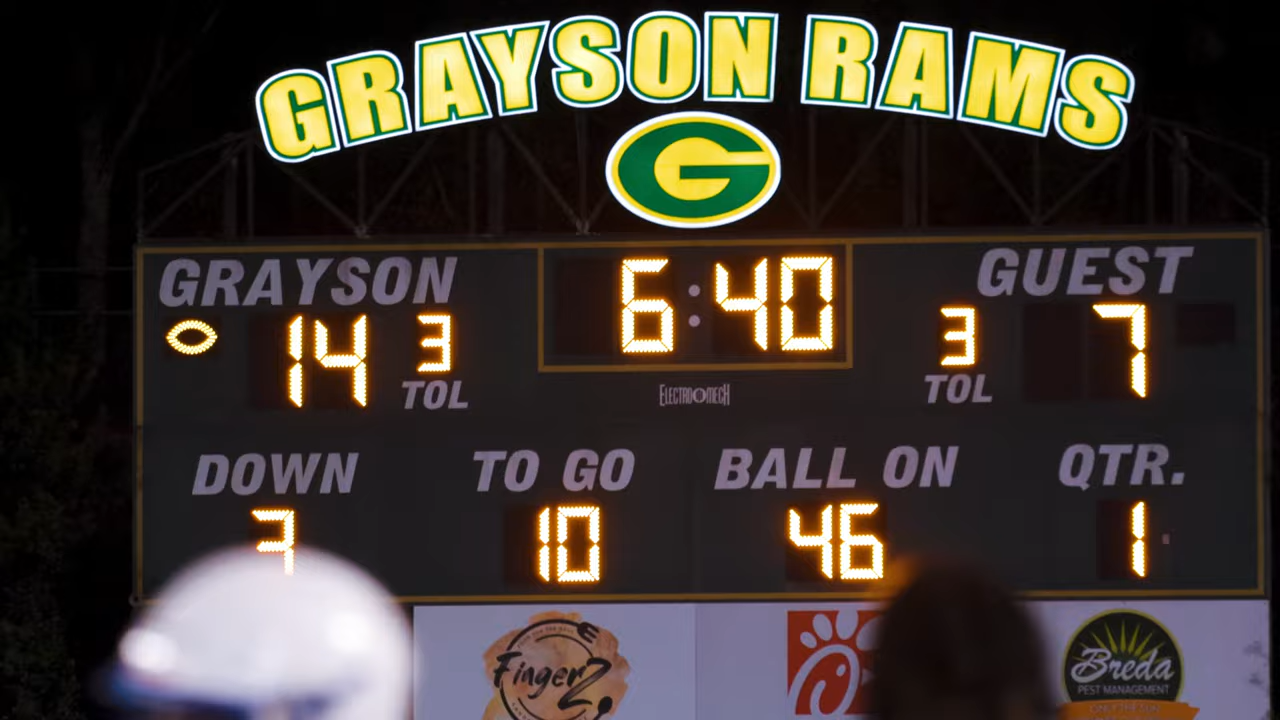 GRAYSON RAMS
G
GRAYSON
6:40
GUEST
14
3
3
7
TOL
ELECTRO-MECH
TOL
DOWN
TO GO
BALL ON
QTR.
3
10
46
1
FingerZ
Breda
PEST MANAGEMENT